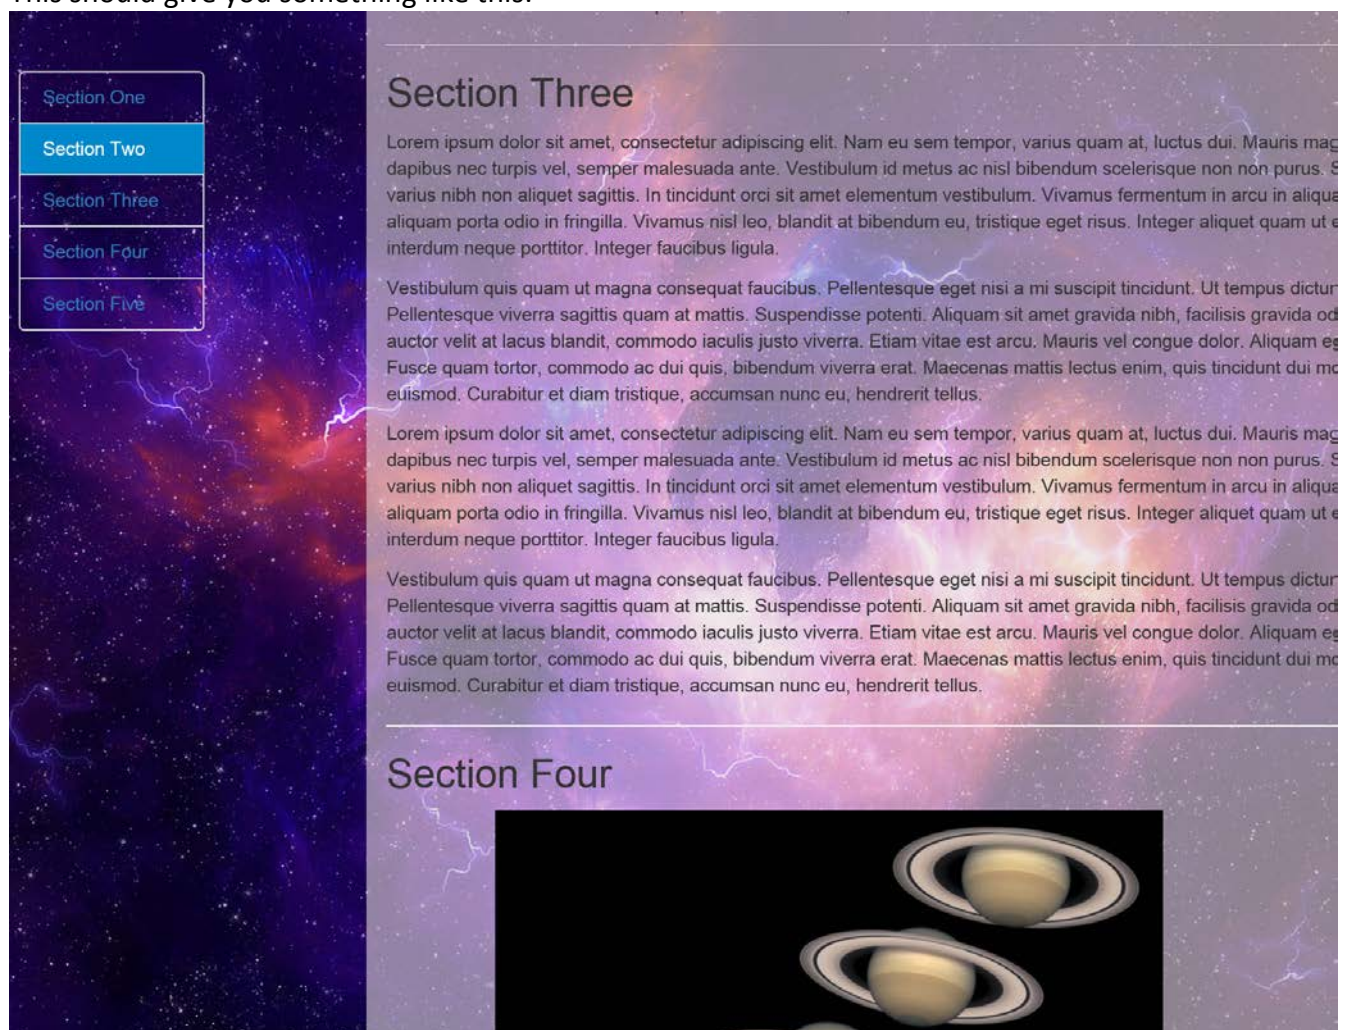 This should give you something like this:
Section One
Section Two
Section Three
Section Four
Section Five
Section Three
Lorem ipsum dolor sit amet, consectetur adipiscing elit. Nam eu sem tempor, varius quam at, luctus dui. Mauris mag
dapibus nec turpis vel, semper malesuada ante. Vestibulum id metus ac nisl bibendum scelerisque non non purus. S
varius nibh non aliquet sagittis. In tincidunt orci sit amet elementum vestibulum. Vivamus fermentum in arcu in aliqua
aliquam porta odio in fringilla. Vivamus nisl leo, blandit at bibendum eu, tristique eget risus. Integer aliquet quam ut e
interdum neque porttitor. Integer faucibus ligula.
Vestibulum quis quam ut magna consequat faucibus. Pellentesque eget nisi a mi suscipit tincidunt. Ut tempus dictu
Pellentesque viverra sagittis quam at mattis. Suspendisse potenti. Aliquam sit amet gravida nibh, facilisis gravida od
auctor velit at lacus blandit, commodo iaculis justo viverra. Etiam vitae est arcu. Mauris vel congue dolor. Aliquam eg
Fusce quam tortor, commodo ac dui quis, bibendum viverra erat. Maecenas mattis lectus enim, quis tincidunt dui mo
euismod. Curabitur et diam tristique, accumsan nunc eu, hendrerit tellus.
Lorem ipsum dolor sit amet, consectetur adipiscing elit. Nam eu sem tempor, varius quam at, luctus dui. Mauris mag
dapibus nec turpis vel, semper malesuada ante. Vestibulum id metus ac nisl bibendum scelerisque non non purus. S
varius nibh non aliquet sagittis. In tincidunt orci sit amet elementum vestibulum. Vivamus fermentum in arcu in aliqua
aliquam porta odio in fringilla. Vivamus nisl leo, blandit at bibendum eu, tristique eget risus. Integer aliquet quam ut e
interdum neque porttitor. Integer faucibus ligula.
Vestibulum quis quam ut magna consequat faucibus. Pellentesque eget nisi a mi suscipit tincidunt. Ut tempus dictu
Pellentesque viverra sagittis quam at mattis. Suspendisse potenti. Aliquam sit amet gravida nibh, facilisis gravida od
auctor velit at lacus blandit, commodo iaculis justo viverra. Etiam vitae est arcu. Mauris vel congue dolor. Aliquam eg
Fusce quam tortor, commodo ac dui quis, bibendum viverra erat. Maecenas mattis lectus enim, quis tincidunt dui mo
euismod. Curabitur et diam tristique, accumsan nunc eu, hendrerit tellus.
Section Four